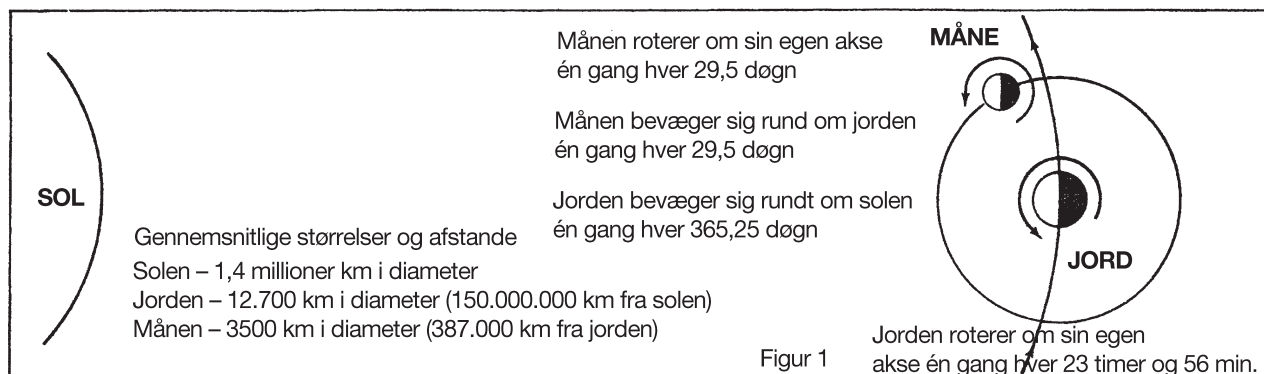 SOL
Gennemsnitlige størrelser og afstande
Solen – 1,4 millioner km i diameter
Jorden – 12.700 km i diameter (150.000.000 km fra solen)
Månen – 3500 km i diameter (387.000 km fra jorden)
Månen roterer om sin egen akse
én gang hver 29,5 døgn
Månen bevæger sig rund om jorden
én gang hver 29,5 døgn
Jorden bevæger sig rundt om solen
én gang hver 365,25 døgn
MÅNE
JORD
Figur 1
Jorden roterer om sin egen
akse én gang hver 23 timer og 56 min.